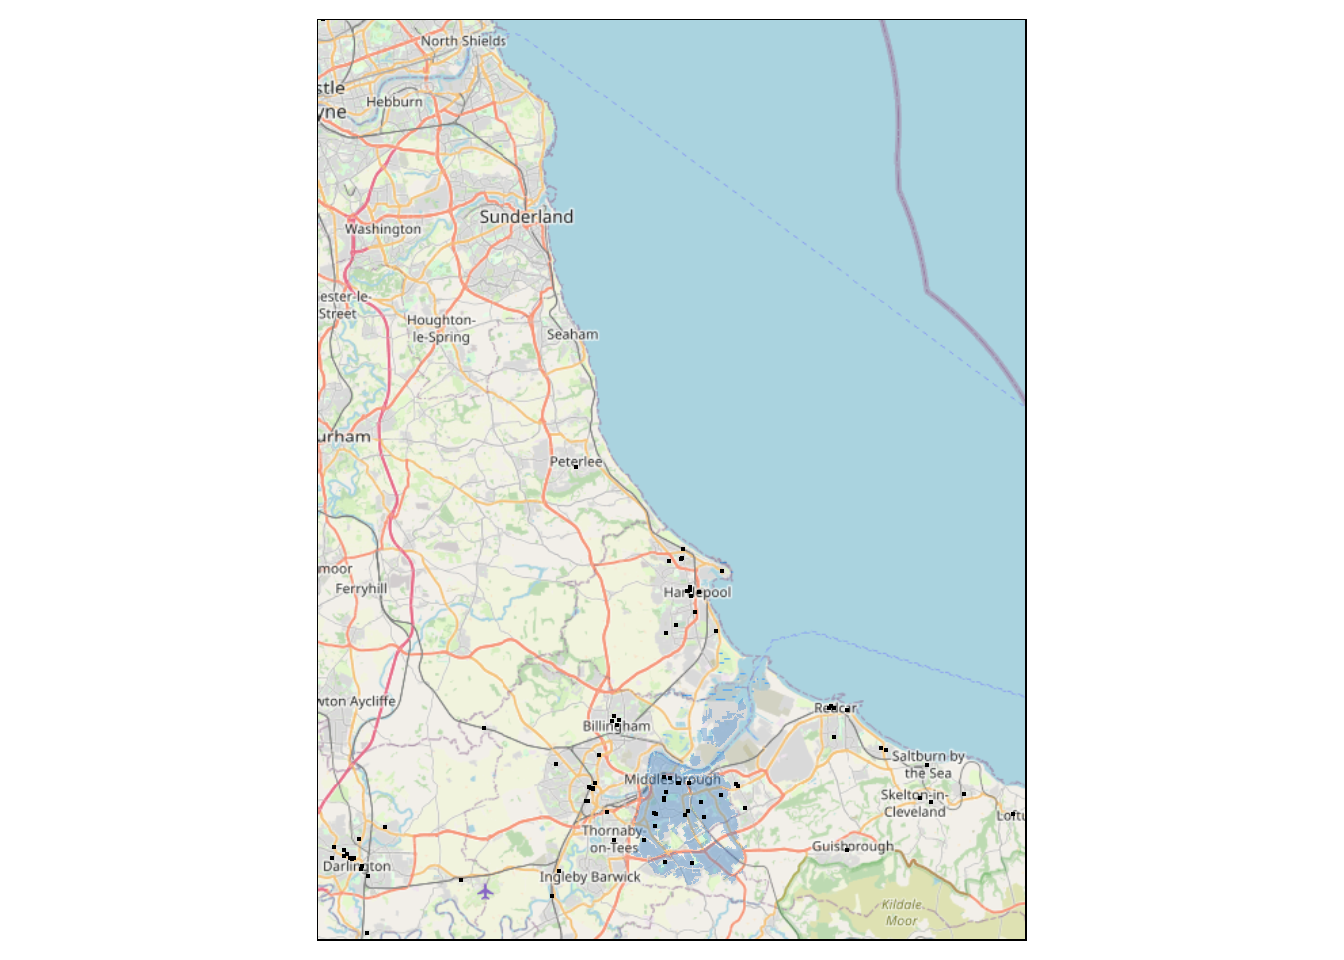 North Shields
stle
Hebburn
yne
Sunderland
Washington
ester-le-
Street
Houghton-
le-Spring
Seaham
urham
Peterlee
moor
Ferryhill
Hartlepool
wton Aycliffe
Redcar
Billingham
Saltburn by
the Sea
Middlesbrough
Skelton-in-
Cleveland
Loftu
Thornaby-
on-Tees
Guisborough
Darlington
Ingleby Barwick
Kildale
Moor